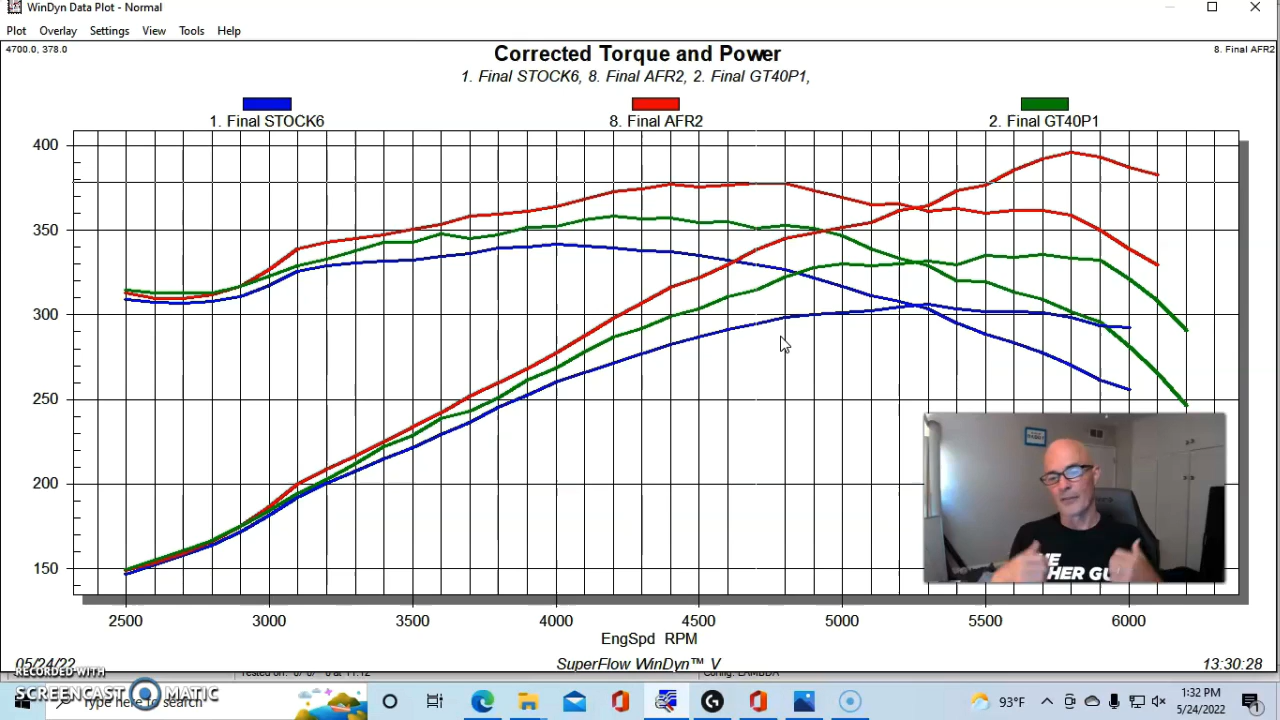 WinDyn Data Plot - Normal
Plot Overlay Settings View Tools Help
4700.0, 378.0
8. Final AFR2
Corrected Torque and Power
1. Final STOCK6, 8. Final AFR2, 2. Final GT40P1,
1. Final STOCK6
8. Final AFR2
2. Final GT40P1
400
350
300
250
200
150
2500 3000 3500 4000 4500 5000 5500 6000
EngSpd RPM
05/24/22
SuperFlow WinDyn™ V
13:30:28
RECORDED WITH
SCREENCAST MATIC
Type here to search
93°F
1:32 PM
5/24/2022